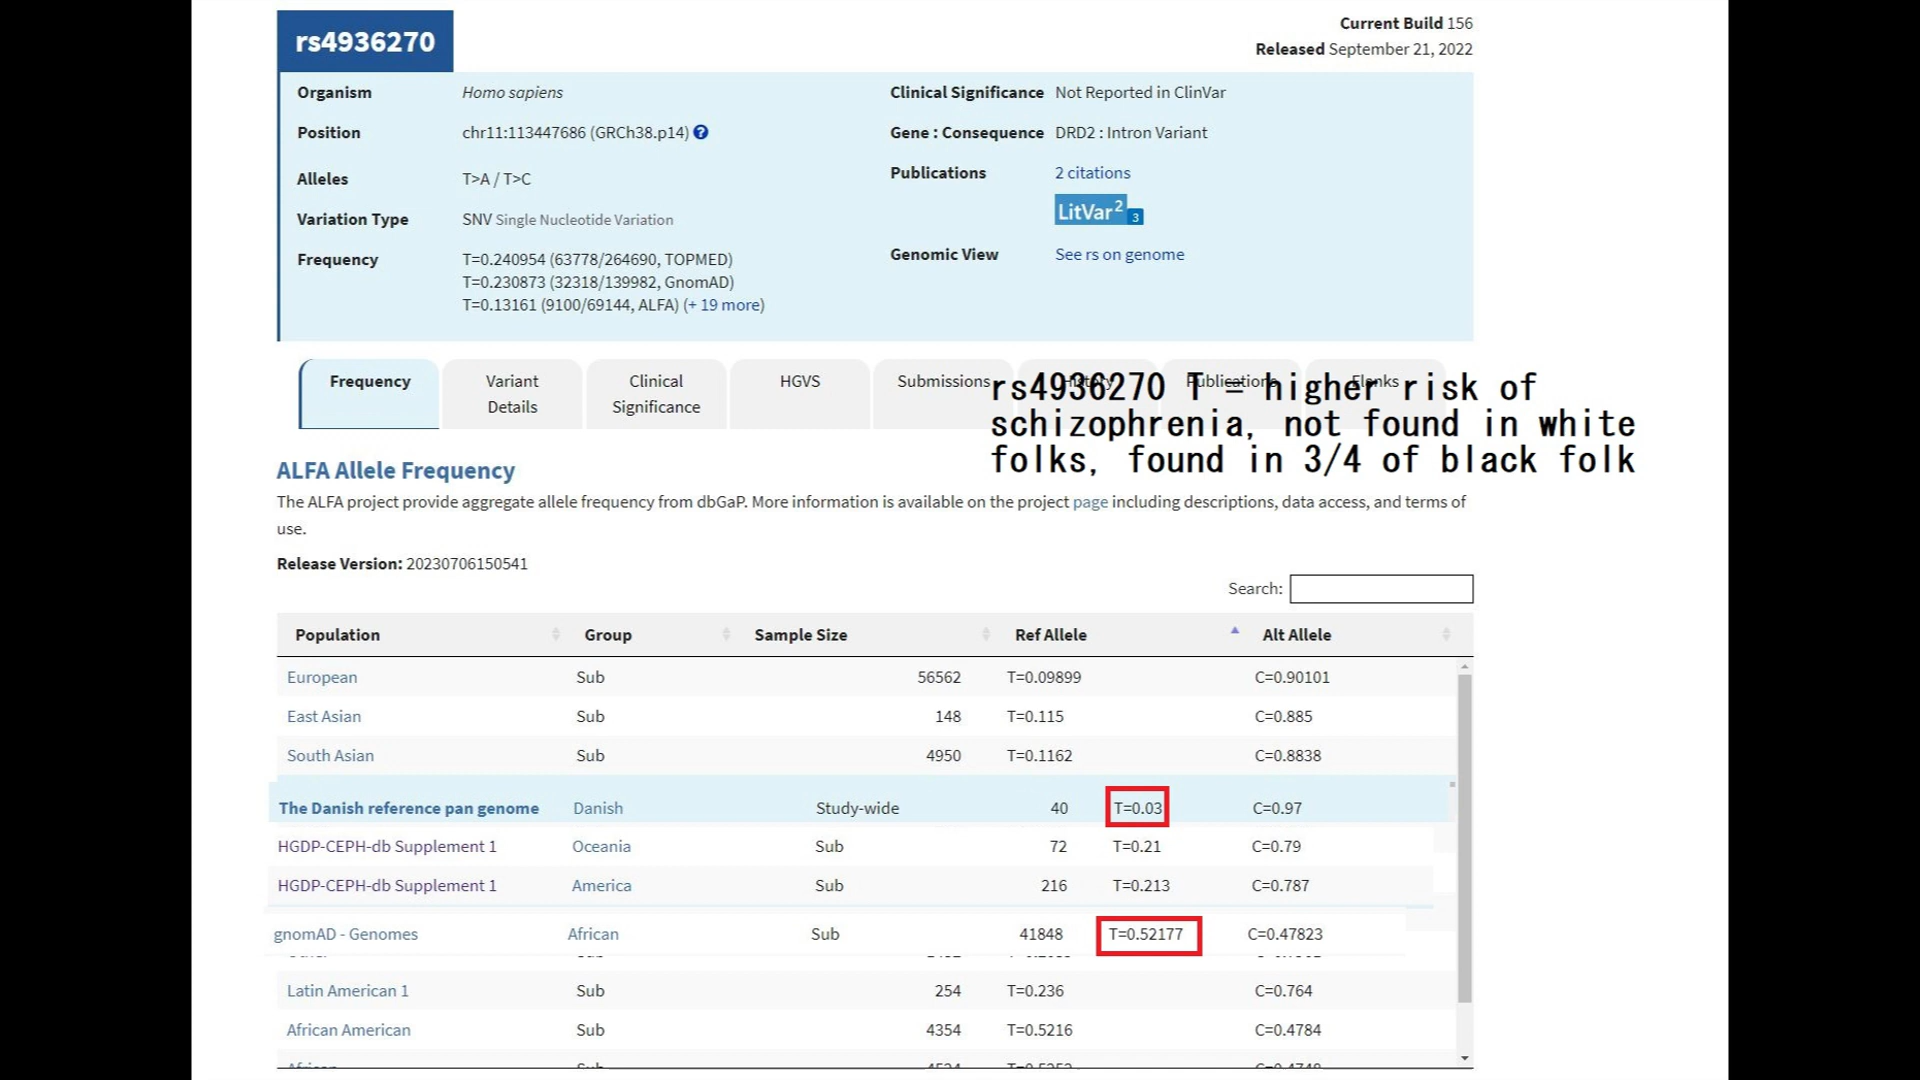 rs4936270
Current Build 156
Released September 21, 2022
Organism Homo sapiens
Clinical Significance Not Reported in ClinVar
Position chr11:113447686 (GRCh38.p14) ?
Gene : Consequence DRD2 : Intron Variant
Alleles T>A / T>C
Publications 2 citations
LitVar2 3
Variation Type SNV Single Nucleotide Variation
Genomic View See rs on genome
Frequency T=0.240954 (63778/264690, TOPMED)
T=0.230873 (32318/139982, GnomAD)
T=0.13161 (9100/69144, ALFA) (+ 19 more)
Frequency
Variant Details
Clinical Significance
HGVS
Submissions
History
Publications
Flanks
rs4936270 T = higher risk of
schizophrenia, not found in white
folks, found in 3/4 of black folk
ALFA Allele Frequency
The ALFA project provide aggregate allele frequency from dbGaP. More information is available on the project page including descriptions, data access, and terms of
use.
Release Version: 20230706150541
Search:
Population Group Sample Size Ref Allele Alt Allele
European Sub 56562 T=0.09899 C=0.90101
East Asian Sub 148 T=0.115 C=0.885
South Asian Sub 4950 T=0.1162 C=0.8838
The Danish reference pan genome Danish Study-wide 40 T=0.03 C=0.97
HGDP-CEPH-db Supplement 1 Oceania Sub 72 T=0.21 C=0.79
HGDP-CEPH-db Supplement 1 America Sub 216 T=0.213 C=0.787
gnomAD - Genomes African Sub 41848 T=0.52177 C=0.47823
Latin American 1 Sub 254 T=0.236 C=0.764
African American Sub 4354 T=0.5216 C=0.4784